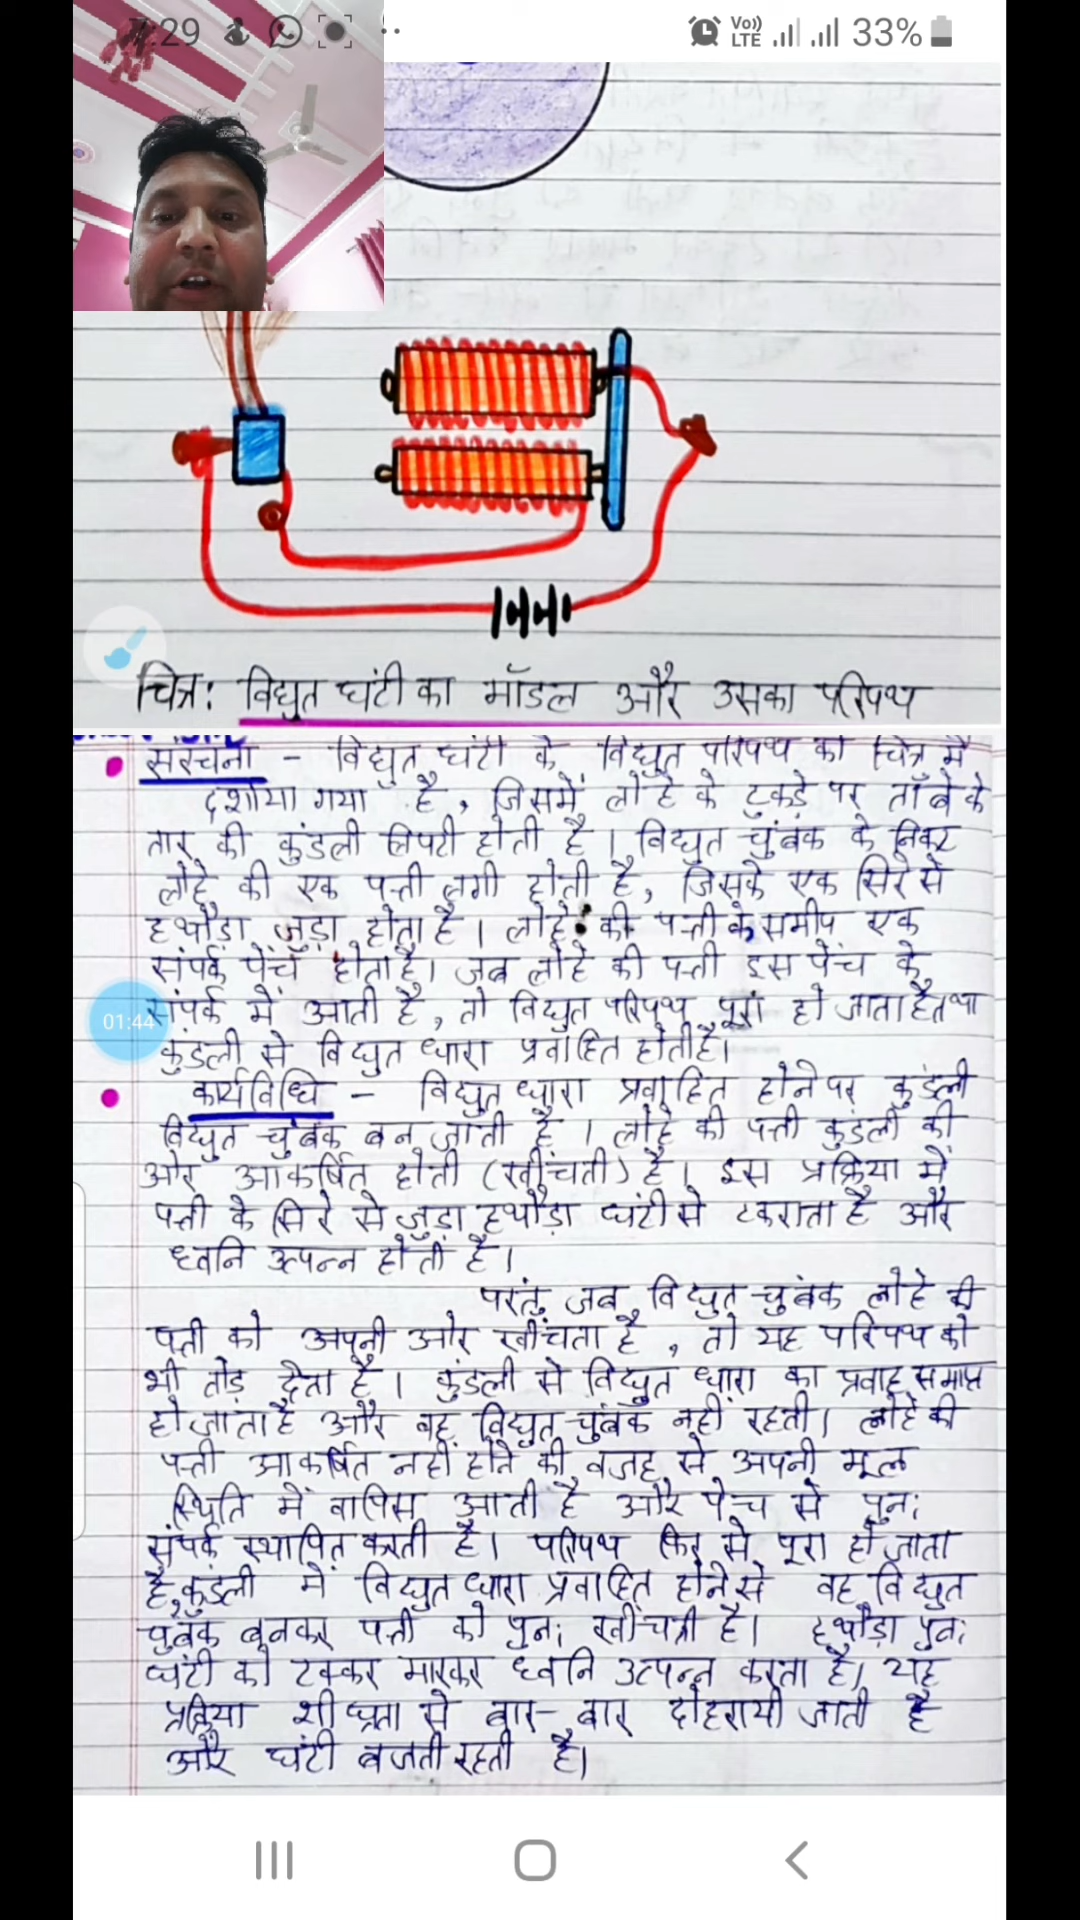 7:29
Vo)) LTE
33%
चित्र: विद्युत घंटी का मॉडल और उसका परिपथ
संरचना - विद्युत घंटी के विद्युत परिपथ को चित्र में
दर्शाया गया है, जिसमें लोहे के टुकड़े पर ताँबे के
तार की कुंडली लिपटी होती है। विद्युत चुंबक के निकट
लोहे की एक पत्ती लगी होती है, जिसके एक सिरे से
हथौड़ा जुड़ा होता है। लोहे की पत्ती के समीप एक
संपर्क पेंच होता है। जब लोहे की पत्ती इस पेंच के
01:44
संपर्क में आती है, तो विद्युत परिपथ पूरा हो जाता है तथा
कुंडली से विद्युत धारा प्रवाहित होती है।
कार्यविधि - विद्युत धारा प्रवाहित होने पर कुंडली
विद्युत चुंबक बन जाती है। लोहे की पत्ती कुंडली की
ओर आकर्षित होती (खींचती) है। इस प्रक्रिया में
पत्ती के सिरे से जुड़ा हथौड़ा घंटी से टकराता है और
ध्वनि उत्पन्न होती है।
परंतु जब विद्युत चुंबक लोहे की
पत्ती को अपनी ओर खींचता है, तो यह परिपथ को
भी तोड़ देता है। कुंडली से विद्युत धारा का प्रवाह समाप्त
हो जाता है और वह विद्युत चुंबक नहीं रहती। लोहे की
पत्ती आकर्षित नहीं होने की वजह से अपनी मूल
स्थिति में वापिस आती है और पेंच से पुनः
संपर्क स्थापित करती है। परिपथ फिर से पूरा हो जाता
है, कुंडली में विद्युत धारा प्रवाहित होने से वह विद्युत
चुंबक बनकर पत्ती को पुनः खींचती है। हथौड़ा पुनः
घंटी को टक्कर मारकर ध्वनि उत्पन्न करता है। यह
प्रक्रिया शीघ्रता से बार-बार दोहरायी जाती है
और घंटी बजती रहती है।